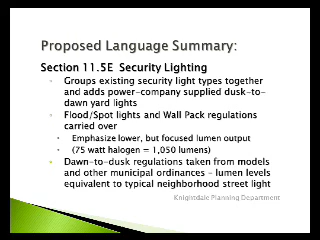 Proposed Language Summary:
Section 11.5E Security Lighting
Groups existing security light types together
and adds power-company supplied dusk-to-
dawn yard lights
Flood/Spot lights and Wall Pack regulations
carried over
Emphasize lower, but focused lumen output
(75 watt halogen = 1,050 lumens)
Dawn-to-dusk regulations taken from models
and other municipal ordinances – lumen levels
equivalent to typical neighborhood street light
Knightdale Planning Department